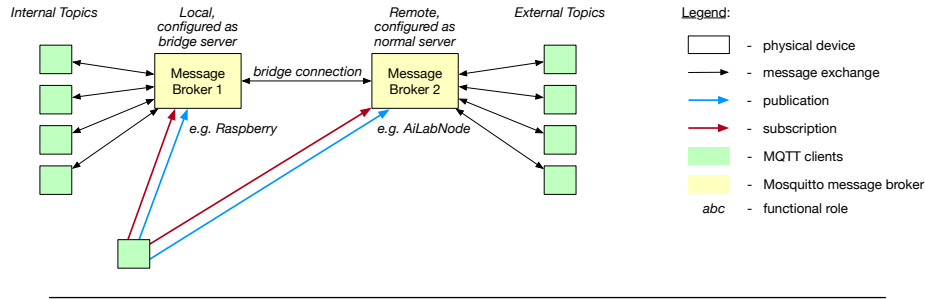 Internal Topics
Local,
configured as
bridge server
Remote,
configured as
normal server
External Topics
Legend:
Message
Broker 1
bridge connection
Message
Broker 2
e.g. Raspberry
e.g. AiLabNode
- physical device
- message exchange
- publication
- subscription
- MQTT clients
- Mosquitto message broker
abc - functional role